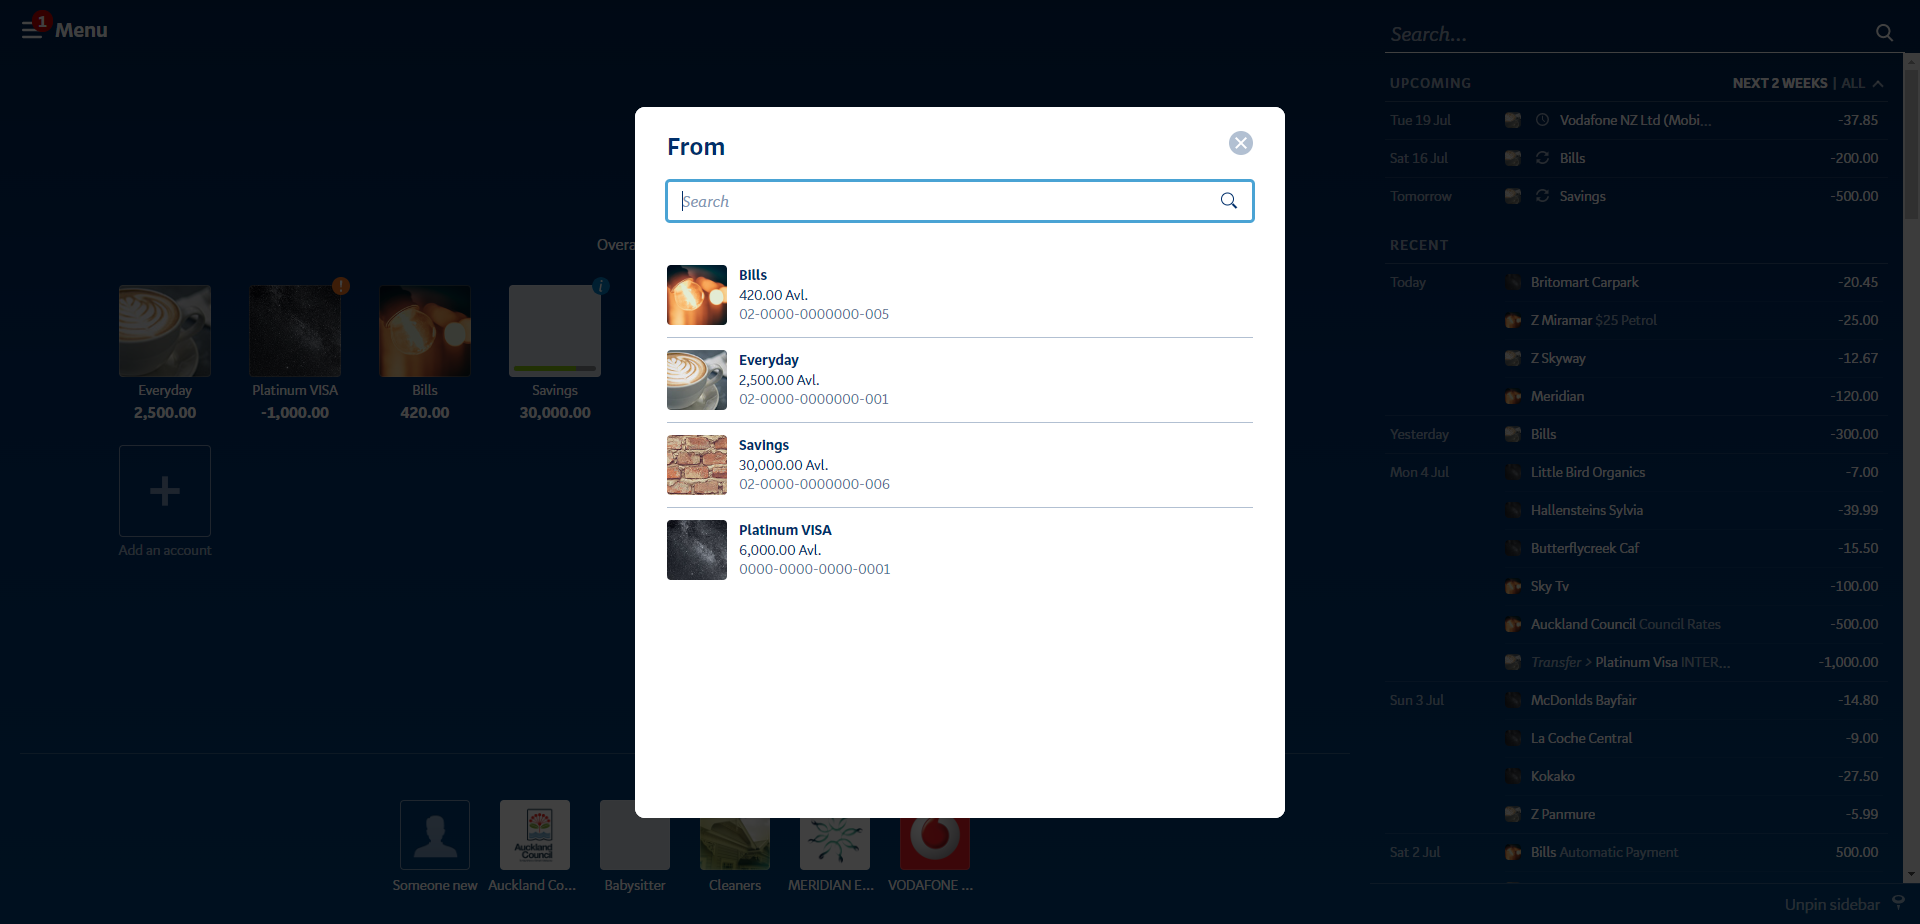 1
Menu
Search...
UPCOMING
NEXT 2 WEEKS | ALL
Tue 19 Jul
Vodafone NZ Ltd (Mobi...
-37.85
Sat 16 Jul
Bills
-200.00
Tomorrow
Savings
-500.00
RECENT
Today
Britomart Carpark
-20.45
Z Miramar $25 Petrol
-25.00
Z Skyway
-12.67
Meridian
-120.00
Yesterday
Bills
-300.00
Mon 4 Jul
Little Bird Organics
-7.00
Hallensteins Sylvia
-39.99
Butterflycreek Caf
-15.50
Sky Tv
-100.00
Auckland Council Council Rates
-500.00
Transfer > Platinum Visa INTER...
-1,000.00
Sun 3 Jul
McDonlds Bayfair
-14.80
La Coche Central
-9.00
Kokako
-27.50
Z Panmure
-5.99
Sat 2 Jul
Bills Automatic Payment
500.00
Unpin sidebar
From
Search
Bills
420.00 Avl.
02-0000-0000000-005
Everyday
2,500.00 Avl.
02-0000-0000000-001
Savings
30,000.00 Avl.
02-0000-0000000-006
Platinum VISA
6,000.00 Avl.
0000-0000-0000-0001
Overa
Everyday
2,500.00
Platinum VISA
-1,000.00
Bills
420.00
Savings
30,000.00
Add an account
Auckland
Council
Someone new
Auckland Co...
Babysitter
Cleaners
MERIDIAN E...
VODAFONE ...